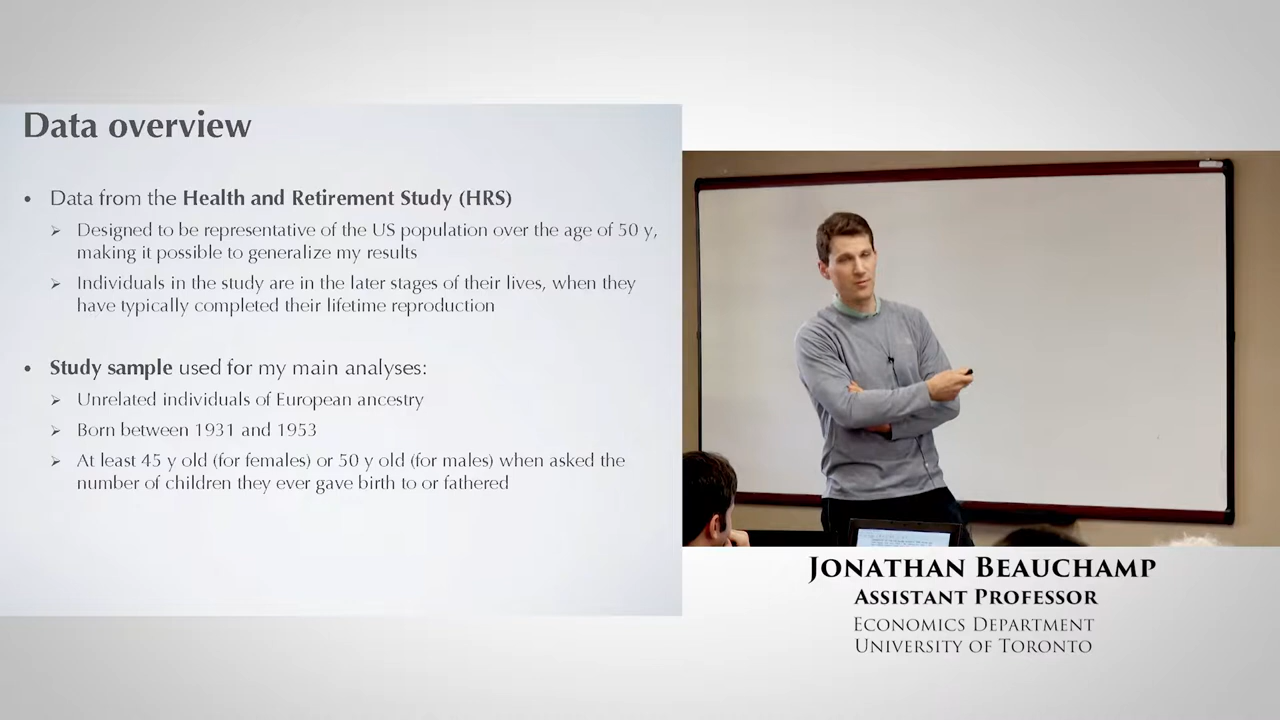 Data overview
• Data from the Health and Retirement Study (HRS)
➢ Designed to be representative of the US population over the age of 50 y,
making it possible to generalize my results
➢ Individuals in the study are in the later stages of their lives, when they
have typically completed their lifetime reproduction
• Study sample used for my main analyses:
➢ Unrelated individuals of European ancestry
➢ Born between 1931 and 1953
➢ At least 45 y old (for females) or 50 y old (for males) when asked the
number of children they ever gave birth to or fathered
JONATHAN BEAUCHAMP
ASSISTANT PROFESSOR
ECONOMICS DEPARTMENT
UNIVERSITY OF TORONTO